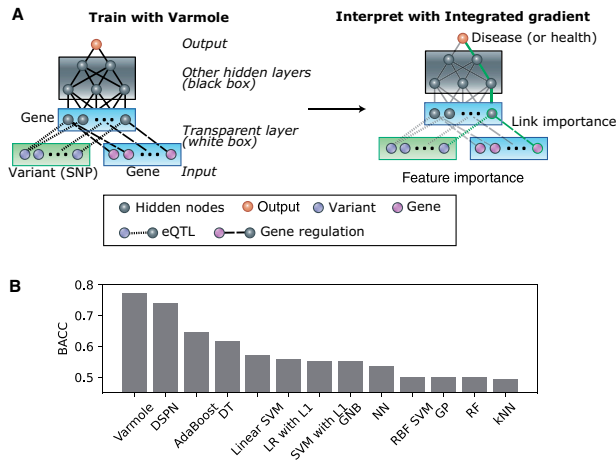 A
Train with Varmole
Interpret with Integrated gradient
Output
Other hidden layers
(black box)
Gene
Transparent layer
(white box)
Input
Variant (SNP)
Gene
Disease (or health)
Link importance
Feature importance
Hidden nodes
Output
Variant
Gene
eQTL
Gene regulation
B
BACC
0.8
0.7
0.6
0.5
Varmole
DSPN
AdaBoost
DT
Linear SVM
LR with L1
SVM with L1
GNB
NN
RBF SVM
GP
RF
kNN